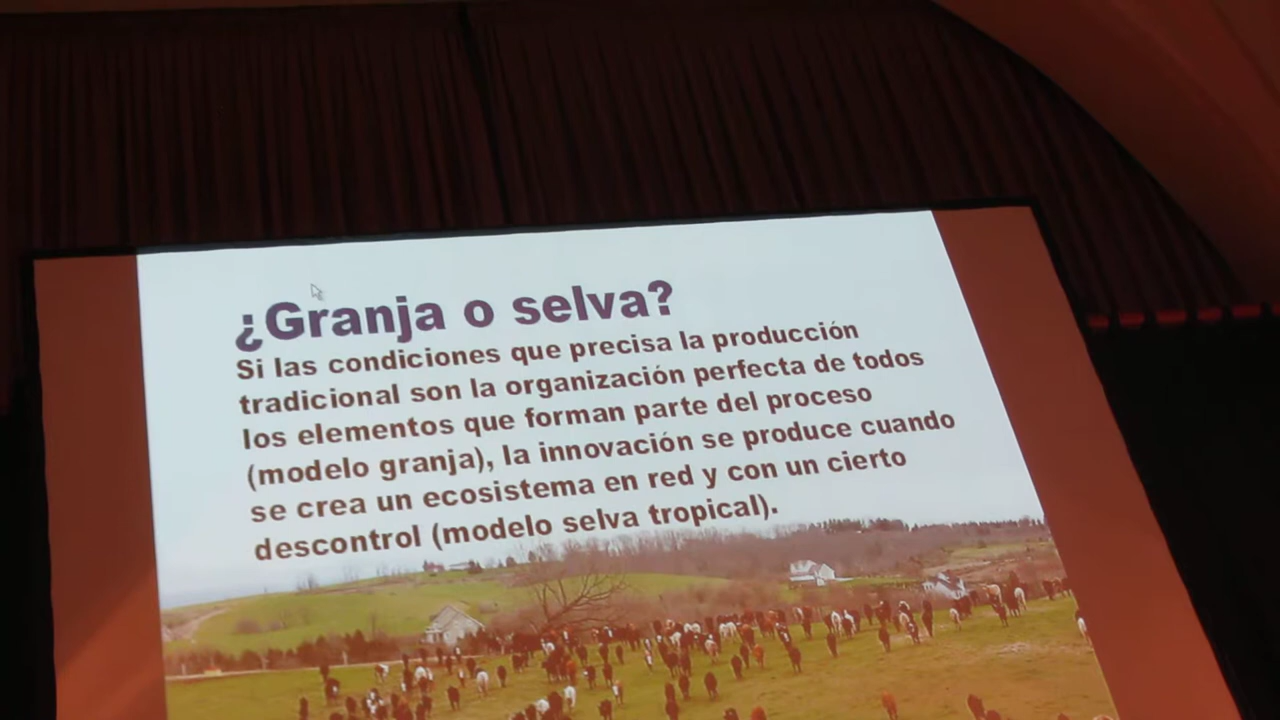 ¿Granja o selva?
Si las condiciones que precisa la producción
tradicional son la organización perfecta de todos
los elementos que forman parte del proceso
(modelo granja), la innovación se produce cuando
se crea un ecosistema en red y con un cierto
descontrol (modelo selva tropical).